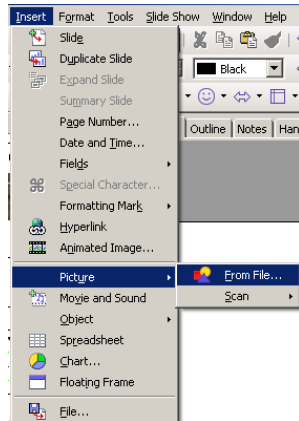 Insert Format Tools Slide Show Window Help
Slide
Duplicate Slide
Black
Expand Slide
Summary Slide
Page Number...
Outline Notes Han
Date and Time...
Fields
Special Character...
Formatting Mark
Hyperlink
Animated Image...
Picture
From File...
Movie and Sound
Scan
Object
Spreadsheet
Chart...
Floating Frame
File...